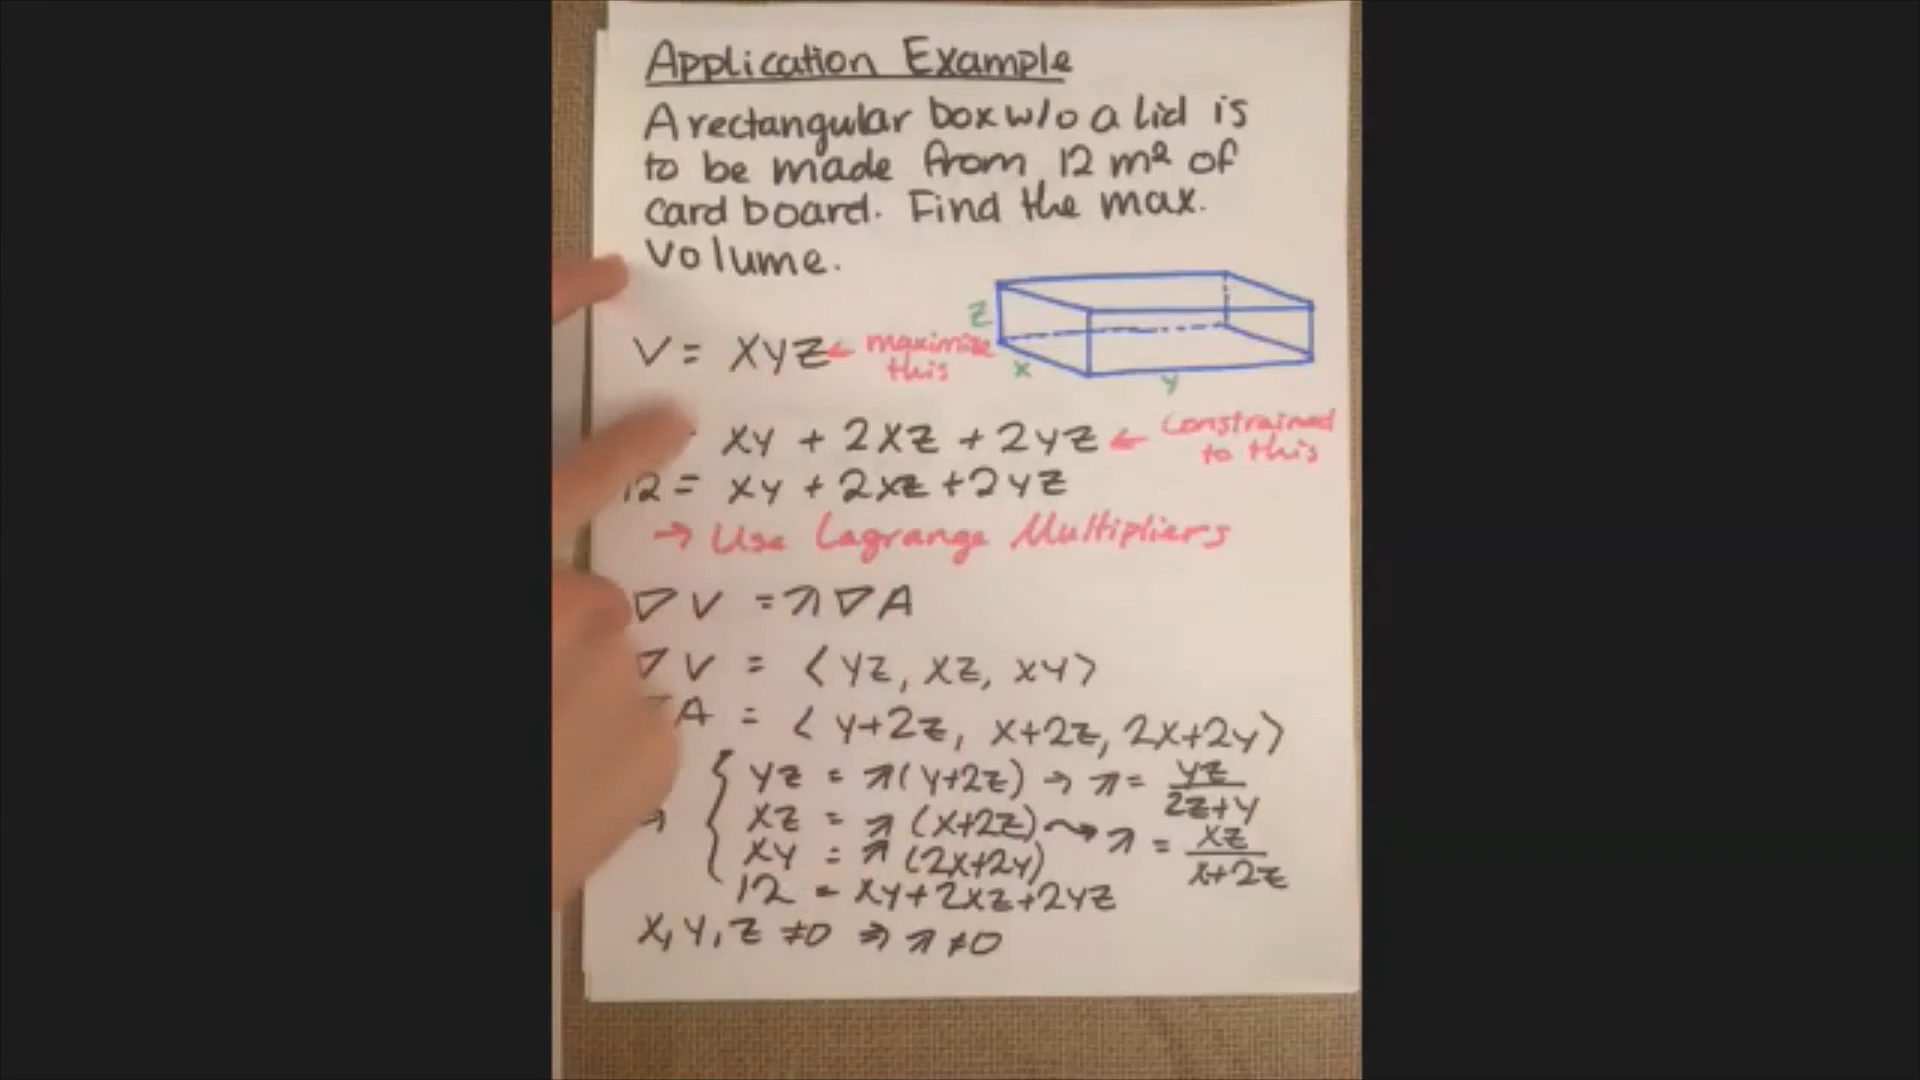 Application Example
A rectangular box w/o a lid is
to be made from 12 m² of
card board. Find the max.
Volume.
V = XYZ ← maximize this
Z
X
Y
XY + 2XZ + 2YZ ← Constrained to this
12 = XY + 2XZ + 2YZ
→ Use Lagrange Multipliers
∇V = λ∇A
∇V = ⟨YZ, XZ, XY⟩
A = ⟨Y+2Z, X+2Z, 2X+2Y⟩
⇒ { YZ = λ(Y+2Z) → λ = YZ/(2Z+Y)
XZ = λ(X+2Z) ⇝ λ = XZ/(X+2Z)
XY = λ(2X+2Y)
12 = XY+2XZ+2YZ
X, Y, Z ≠ 0 ⇒ λ ≠ 0